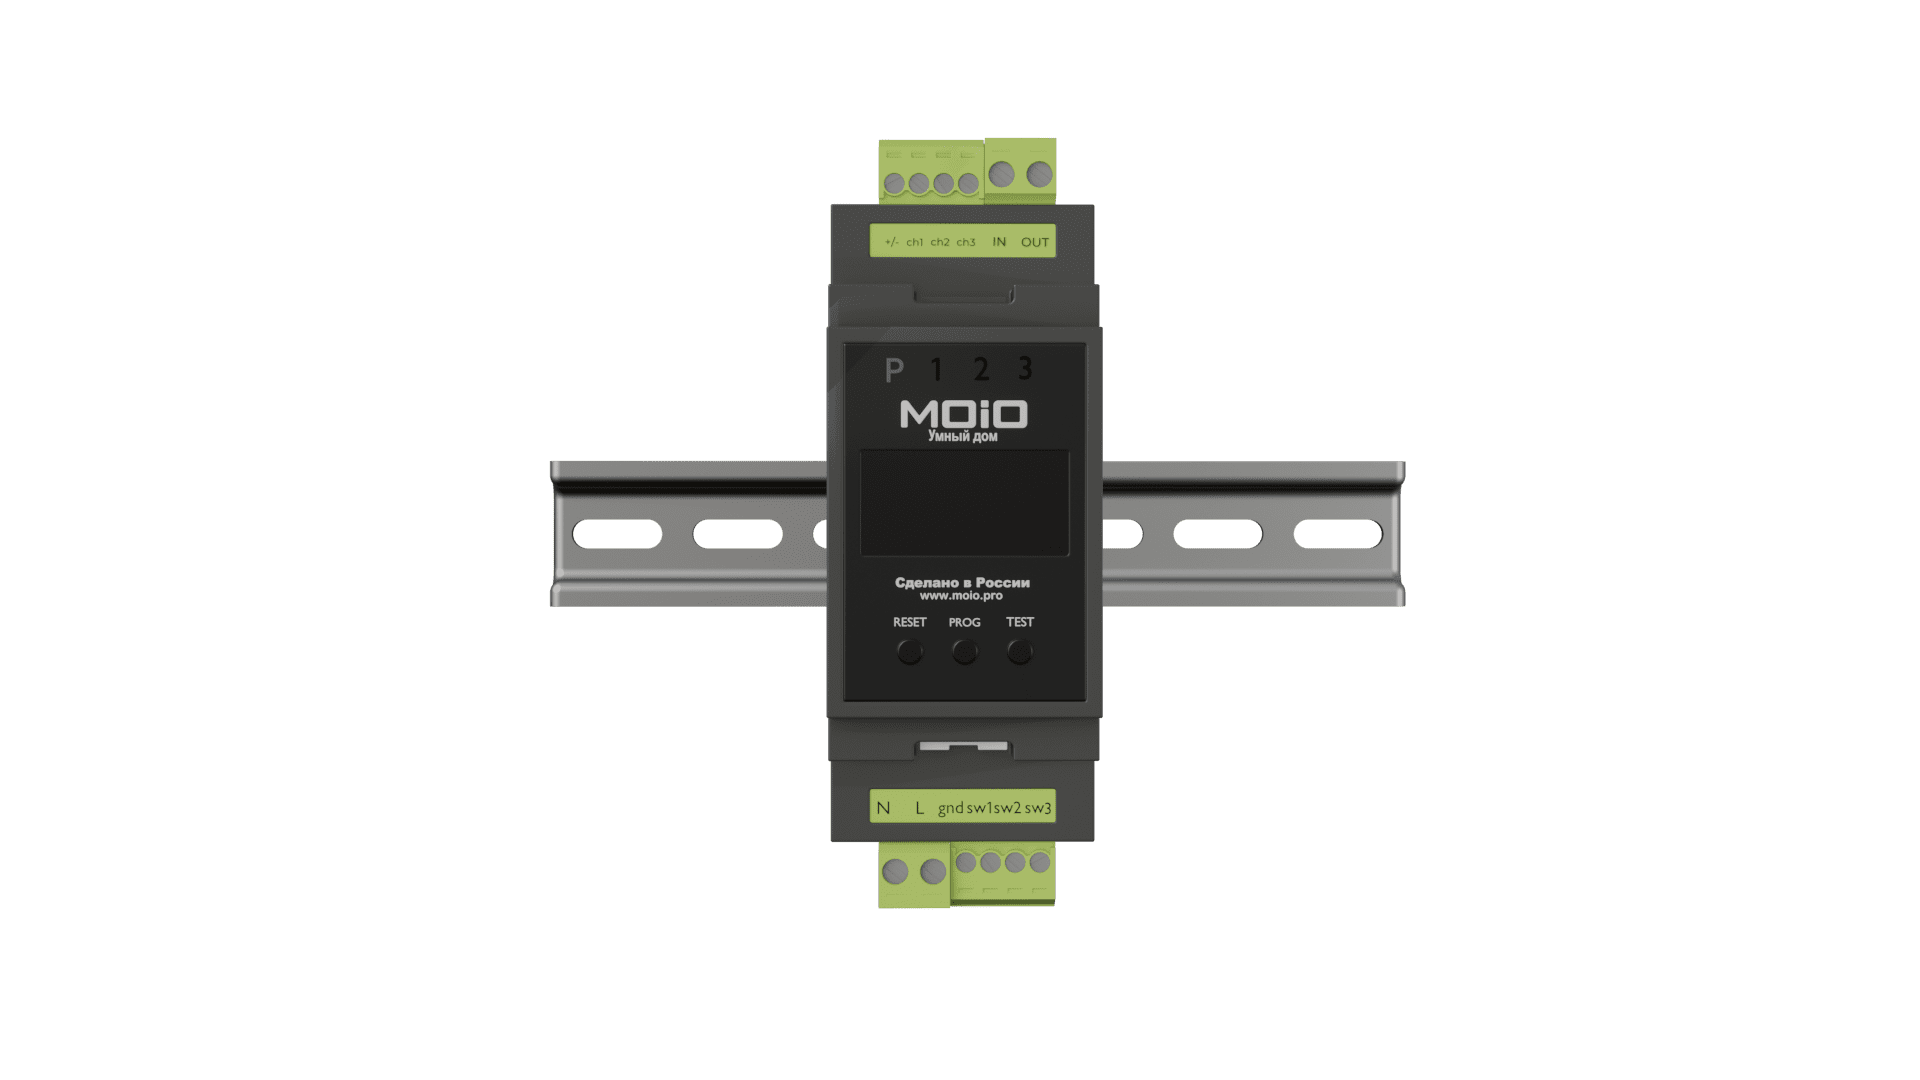 +/- ch1 ch2 ch3 IN OUT
P 1 2 3
MOiO
Умный дом
Сделано в России
www.moio.pro
RESET PROG TEST
N L gnd sw1 sw2 sw3